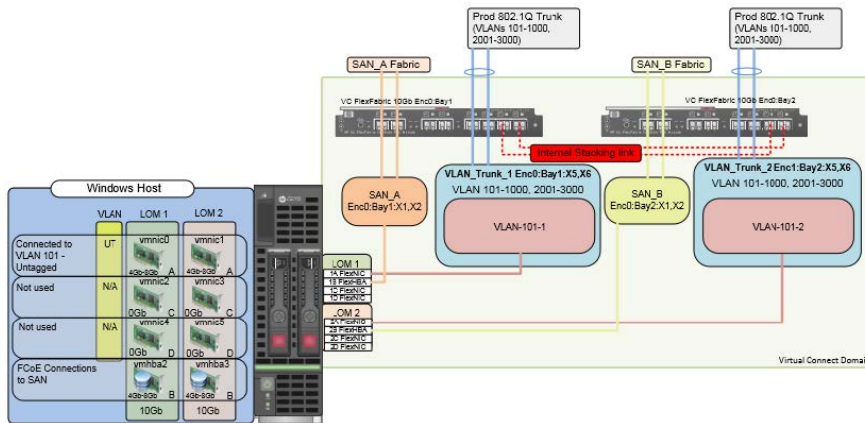 Prod 802.1Q Trunk
(VLANs 101-1000,
2001-3000)
Prod 802.1Q Trunk
(VLANs 101-1000,
2001-3000)
SAN_A Fabric
SAN_B Fabric
VC FlexFabric 10Gb Enc0:Bay1
VC FlexFabric 10Gb Enc0:Bay2
Internal Stacking link
VLAN_Trunk_1 Enc0:Bay1:X5,X6
VLAN 101-1000, 2001-3000
VLAN-101-1
VLAN_Trunk_2 Enc1:Bay2:X5,X6
VLAN 101-1000, 2001-3000
VLAN-101-2
SAN_A
Enc0:Bay1:X1,X2
SAN_B
Enc0:Bay2:X1,X2
Windows Host
VLAN
LOM 1
LOM 2
Connected to
VLAN 101 -
Untagged
UT
vmnic0
4Gb-8Gb A
vmnic1
4Gb-8Gb A
Not used
N/A
vmnic2
0Gb C
vmnic3
0Gb C
Not used
N/A
vmnic4
0Gb D
vmnic5
0Gb D
FCoE Connections
to SAN
vmhba2
4Gb-8Gb B
vmhba3
4Gb-8Gb B
10Gb
10Gb
LOM 1
1A FlexNIC
1B FlexHBA
1C FlexNIC
1D FlexNIC
LOM 2
2A FlexNIC
2B FlexHBA
2C FlexNIC
2D FlexNIC
Virtual Connect Domain